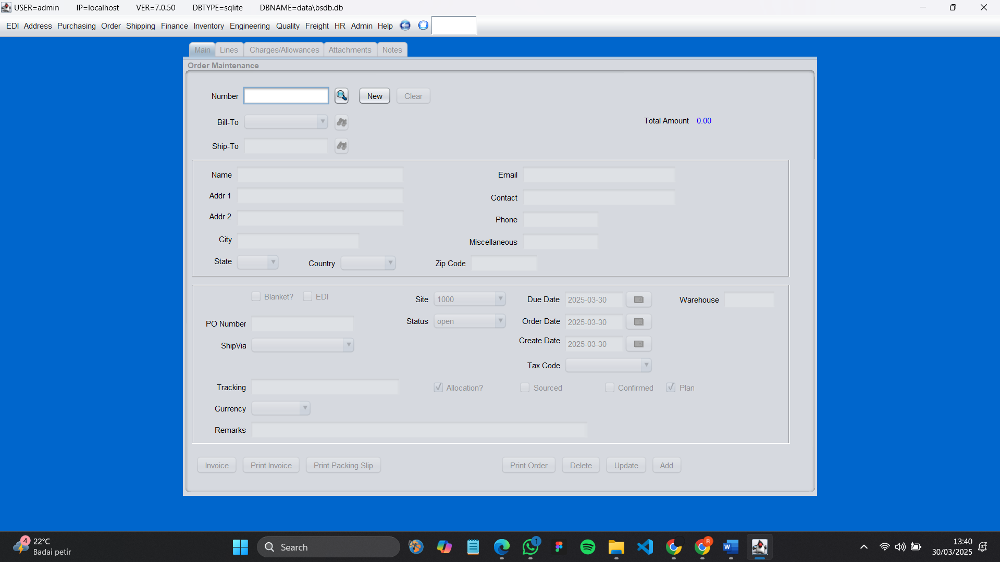 USER=admin IP=localhost VER=7.0.50 DBTYPE=sqlite DBNAME=data\bsdb.db
EDI Address Purchasing Order Shipping Finance Inventory Engineering Quality Freight HR Admin Help
Main Lines Charges/Allowances Attachments Notes
Order Maintenance
Number New Clear
Bill-To Total Amount 0.00
Ship-To
Name Email
Addr 1 Contact
Addr 2 Phone
City Miscellaneous
State Country Zip Code
Blanket? EDI Site 1000 Due Date 2025-03-30 Warehouse
PO Number Status open Order Date 2025-03-30
ShipVia Create Date 2025-03-30
Tax Code
Tracking Allocation? Sourced Confirmed Plan
Currency
Remarks
Invoice Print Invoice Print Packing Slip Print Order Delete Update Add
4 22°C
Badai petir
Search
1
R
W
13:40
30/03/2025